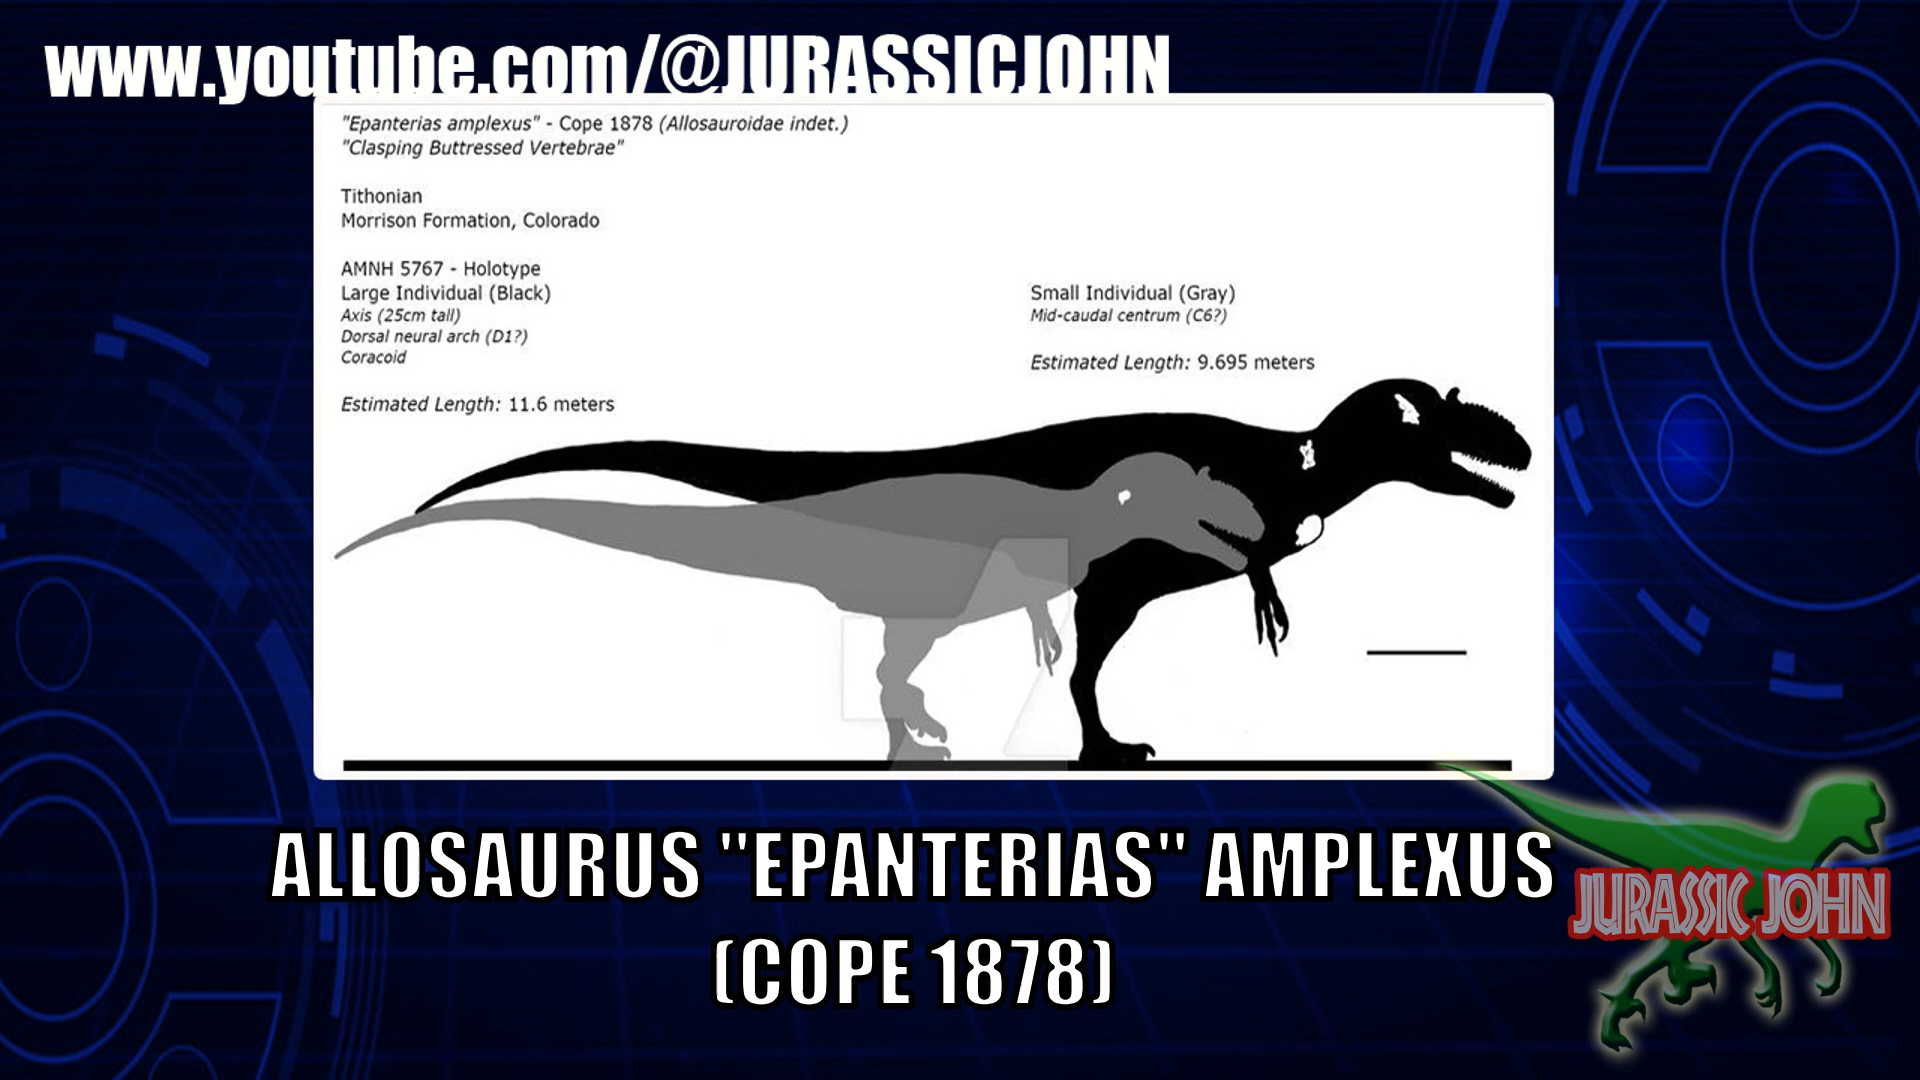 www.youtube.com/@JURASSICJOHN
"Epanterias amplexus" - Cope 1878 (Allosauroidae indet.)
"Clasping Buttressed Vertebrae"
Tithonian
Morrison Formation, Colorado
AMNH 5767 - Holotype
Large Individual (Black)
Axis (25cm tall)
Dorsal neural arch (D1?)
Coracoid
Estimated Length: 11.6 meters
Small Individual (Gray)
Mid-caudal centrum (C6?)
Estimated Length: 9.695 meters
ALLOSAURUS "EPANTERIAS" AMPLEXUS
(COPE 1878)
JURASSIC JOHN